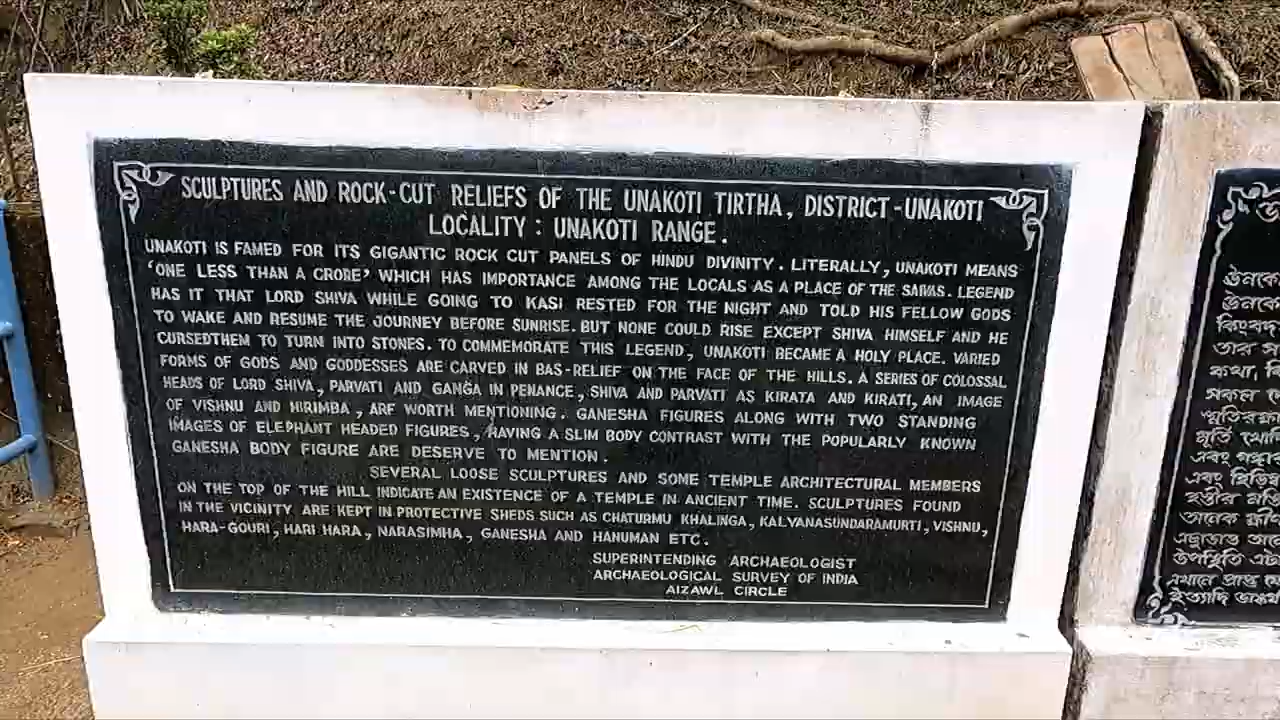 SCULPTURES AND ROCK-CUT RELIEFS OF THE UNAKOTI TIRTHA, DISTRICT-UNAKOTI
LOCALITY : UNAKOTI RANGE.
UNAKOTI IS FAMED FOR ITS GIGANTIC ROCK CUT PANELS OF HINDU DIVINITY. LITERALLY, UNAKOTI MEANS
'ONE LESS THAN A CRORE' WHICH HAS IMPORTANCE AMONG THE LOCALS AS A PLACE OF THE SAIVAS. LEGEND
HAS IT THAT LORD SHIVA WHILE GOING TO KASI RESTED FOR THE NIGHT AND TOLD HIS FELLOW GODS
TO WAKE AND RESUME THE JOURNEY BEFORE SUNRISE. BUT NONE COULD RISE EXCEPT SHIVA HIMSELF AND HE
CURSEDTHEM TO TURN INTO STONES. TO COMMEMORATE THIS LEGEND, UNAKOTI BECAME A HOLY PLACE. VARIED
FORMS OF GODS AND GODDESSES ARE CARVED IN BAS-RELIEF ON THE FACE OF THE HILLS. A SERIES OF COLOSSAL
HEADS OF LORD SHIVA, PARVATI AND GANGA IN PENANCE, SHIVA AND PARVATI AS KIRATA AND KIRATI, AN IMAGE
OF VISHNU AND HIRIMBA, ARE WORTH MENTIONING. GANESHA FIGURES ALONG WITH TWO STANDING
IMAGES OF ELEPHANT HEADED FIGURES, HAVING A SLIM BODY CONTRAST WITH THE POPULARLY KNOWN
GANESHA BODY FIGURE ARE DESERVE TO MENTION.
SEVERAL LOOSE SCULPTURES AND SOME TEMPLE ARCHITECTURAL MEMBERS
ON THE TOP OF THE HILL INDICATE AN EXISTENCE OF A TEMPLE IN ANCIENT TIME. SCULPTURES FOUND
IN THE VICINITY ARE KEPT IN PROTECTIVE SHEDS SUCH AS CHATURMU KHALINGA, KALYANASUNDARAMURTI, VISHNU,
HARA-GOURI, HARI HARA, NARASIMHA, GANESHA AND HANUMAN ETC.
SUPERINTENDING ARCHAEOLOGIST
ARCHAEOLOGICAL SURVEY OF INDIA
AIZAWL CIRCLE
তার
কথা,
সকল
মূর্তি
এবং
এবং
অনেক
উপস্থিতি
এখানে প্রাপ্ত
ইত্যাদি